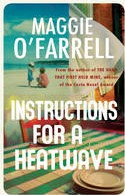 MAGGIE
O'FARRELL
From the author of THE HAND
THAT FIRST HELD MINE, winner
of the Costa Novel Award
INSTRUCTIONS
FOR A
HEATWAVE